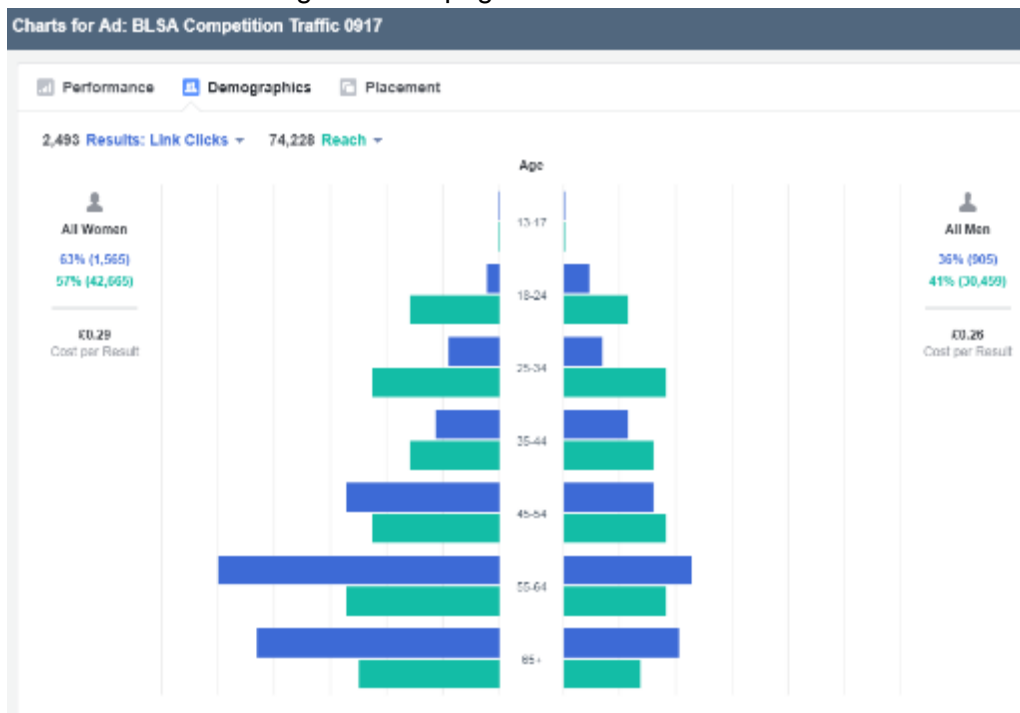 Charts for Ad: BLSA Competition Traffic 0917
Performance Demographics Placement
2,493 Results: Link Clicks 74,228 Reach
Age
All Women
63% (1,565)
57% (42,665)
£0.29
Cost per Result
13-17
18-24
25-34
35-44
45-54
55-64
65+
All Men
36% (905)
41% (30,459)
£0.26
Cost per Result